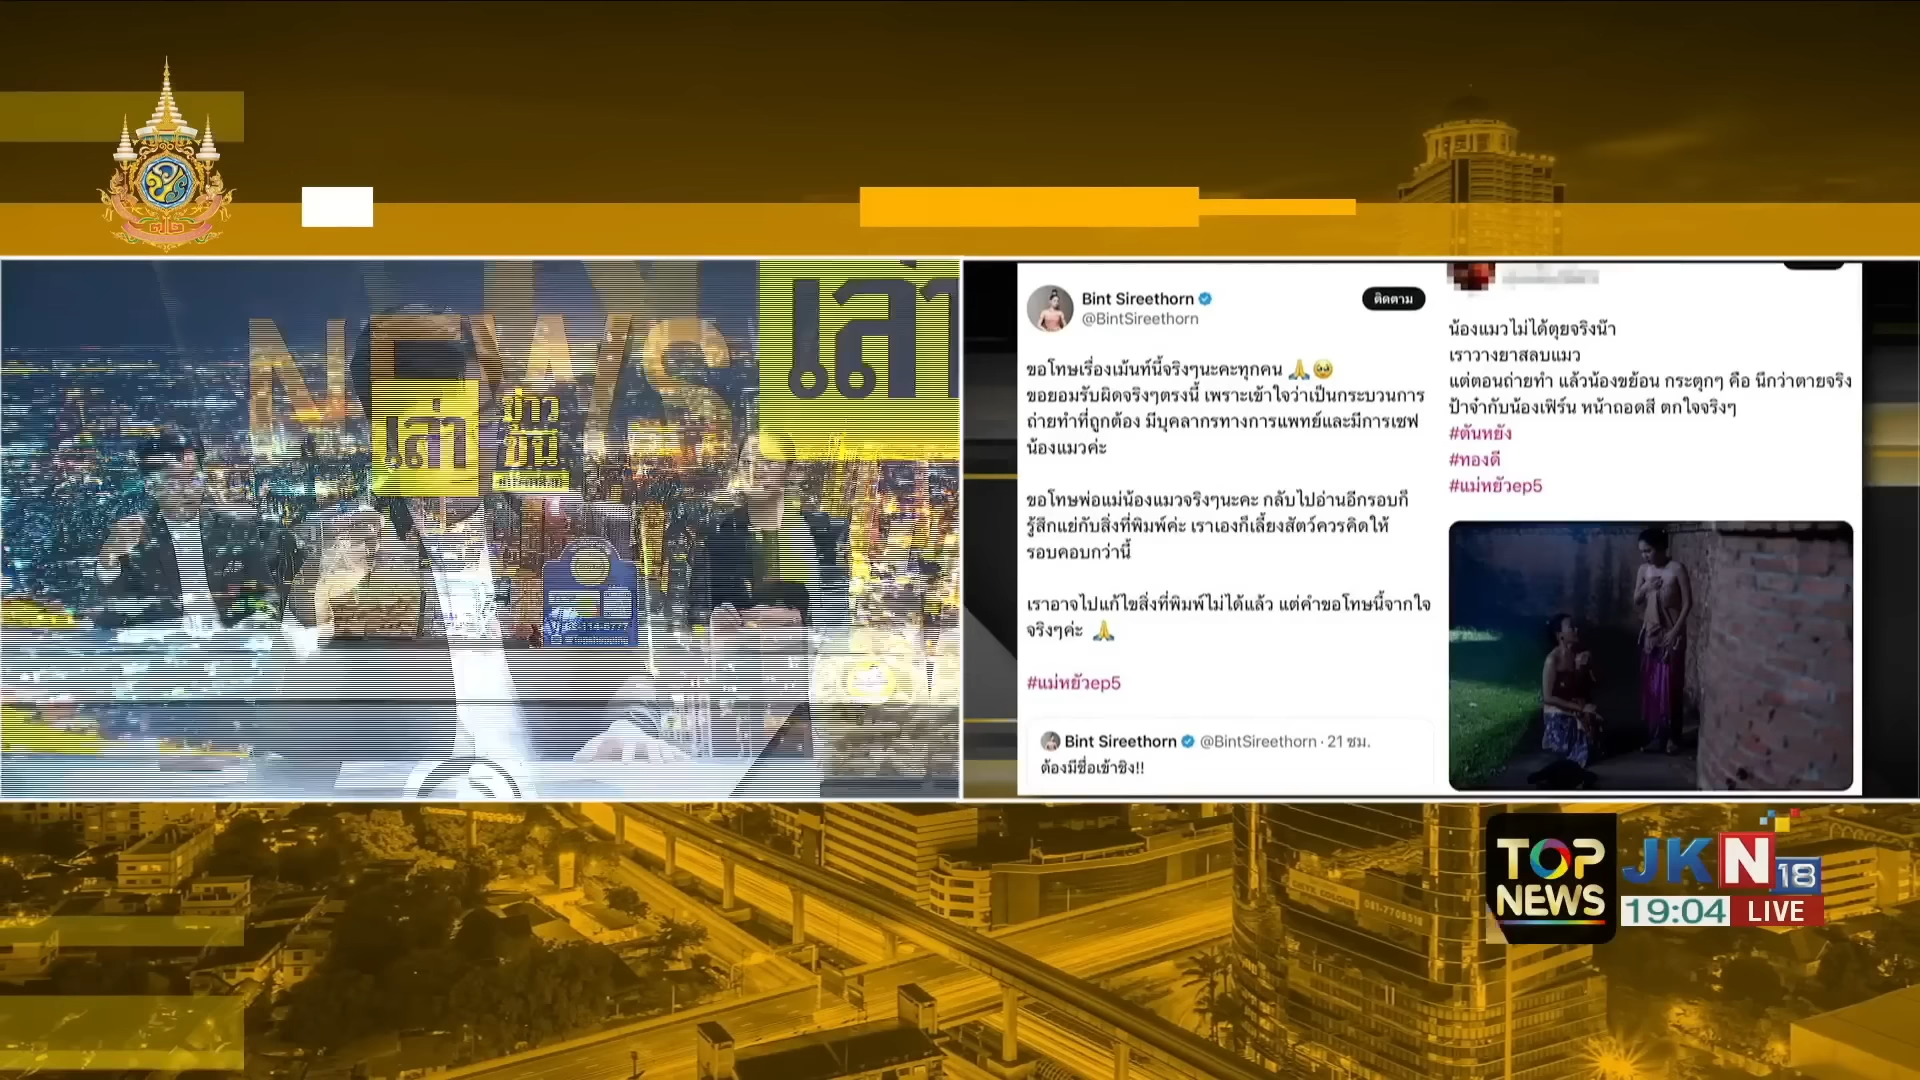 NEWS
เล่า
เล่า
ข่าว
ข้น
02-114-8777
Bint Sireethorn
@BintSireethorn
ติดตาม
ขอโทษเรื่องเม้นท์นี้จริงๆนะคะทุกคน 🙏🥹
ขอยอมรับผิดจริงๆตรงนี้ เพราะเข้าใจว่าเป็นกระบวนการ
ถ่ายทำที่ถูกต้อง มีบุคลากรทางการแพทย์และมีการเซฟ
น้องแมวค่ะ
ขอโทษพ่อแม่น้องแมวจริงๆนะคะ กลับไปอ่านอีกรอบก็
รู้สึกแย่กับสิ่งที่พิมพ์ค่ะ เราเองก็เลี้ยงสัตว์ควรคิดให้
รอบคอบกว่านี้
เราอาจไปแก้ไขสิ่งที่พิมพ์ไม่ได้แล้ว แต่คำขอโทษนี้จากใจ
จริงๆค่ะ 🙏
#แม่หยัวep5
Bint Sireethorn @BintSireethorn · 21 ชม.
ต้องมีชื่อเข้าชิง!!
น้องแมวไม่ได้ตุยจริงน๊า
เราวางยาสลบแมว
แต่ตอนถ่ายทำ แล้วน้องขย้อน กระตุกๆ คือ นึกว่าตายจริง
ป้าจ๋ากับน้องเฟิร์น หน้าถอดสี ตกใจจริงๆ
#ตันหยัง
#ทองดี
#แม่หยัวep5
TOP
NEWS
JKN 18
19:04 LIVE